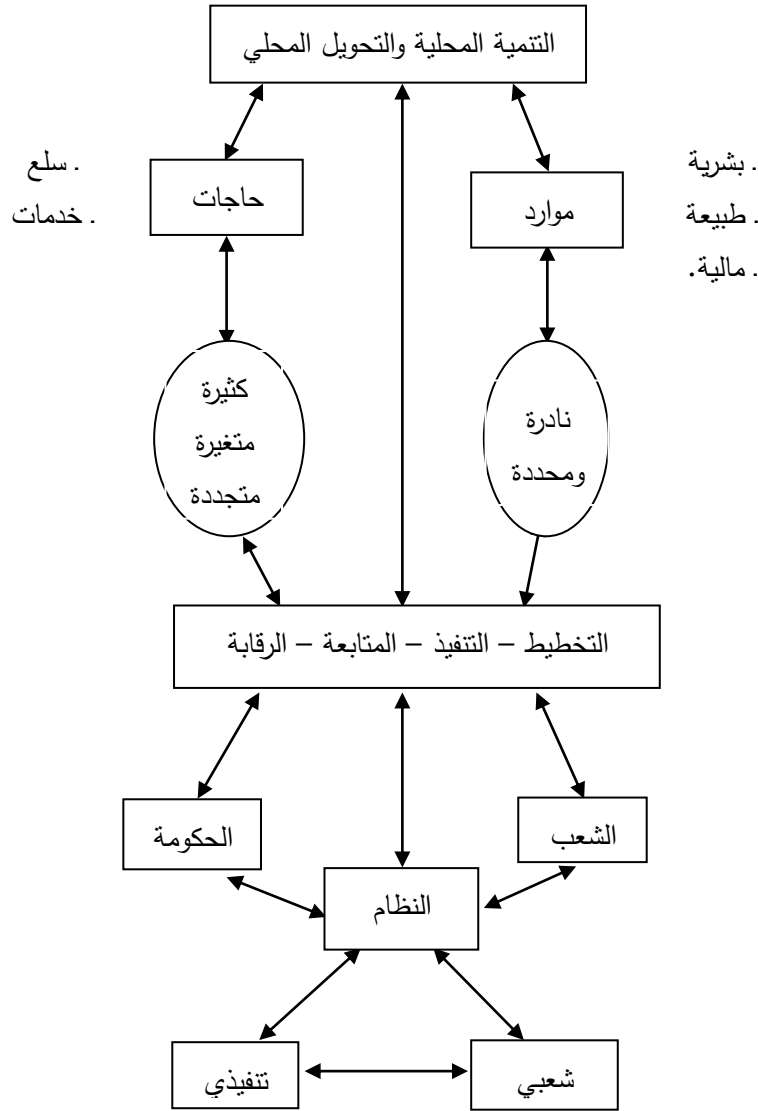 التنمية المحلية والتحويل المحلي
. بشرية
. طبيعة
. مالية.
موارد
حاجات
. سلع
. خدمات
نادرة
ومحددة
كثيرة
متغيرة
متجددة
التخطيط – التنفيذ – المتابعة – الرقابة
الشعب
الحكومة
النظام
شعبي
تنفيذي